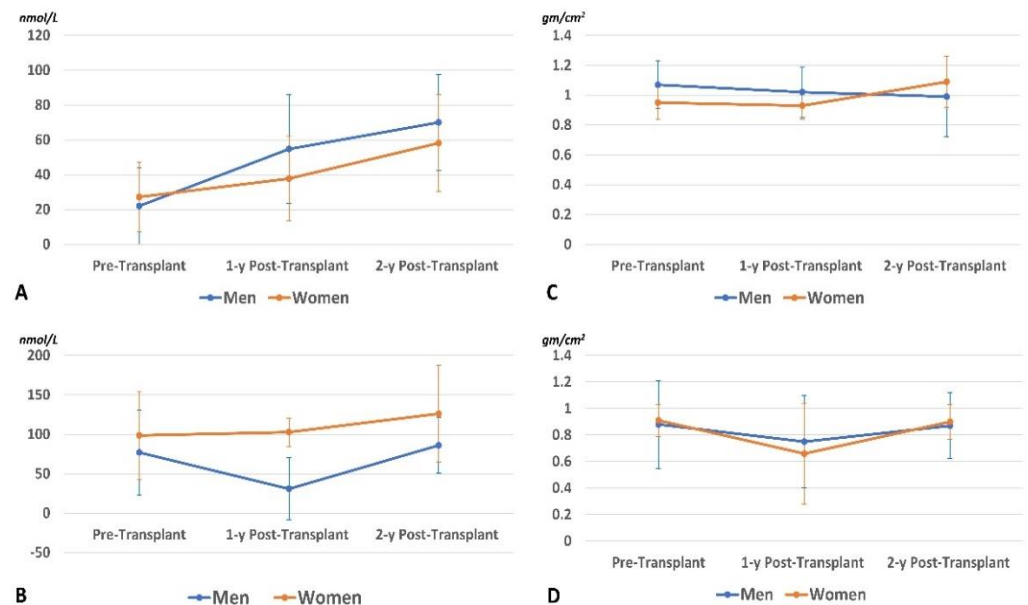 nmol/L
120
100
80
60
40
20
0
Pre-Transplant 1-y Post-Transplant 2-y Post-Transplant
A
Men Women
gm/cm²
1.4
1.2
1
0.8
0.6
0.4
0.2
0
Pre-Transplant 1-y Post-Transplant 2-y Post-Transplant
C
Men Women
nmol/L
200
150
100
50
0
Pre-Transplant 1-y Post-Transplant 2-y Post-Transplant
-50
B
Men Women
gm/cm²
1.4
1.2
1
0.8
0.6
0.4
0.2
0
Pre-Transplant 1-y Post-Transplant 2-y Post-Transplant
D
Men Women